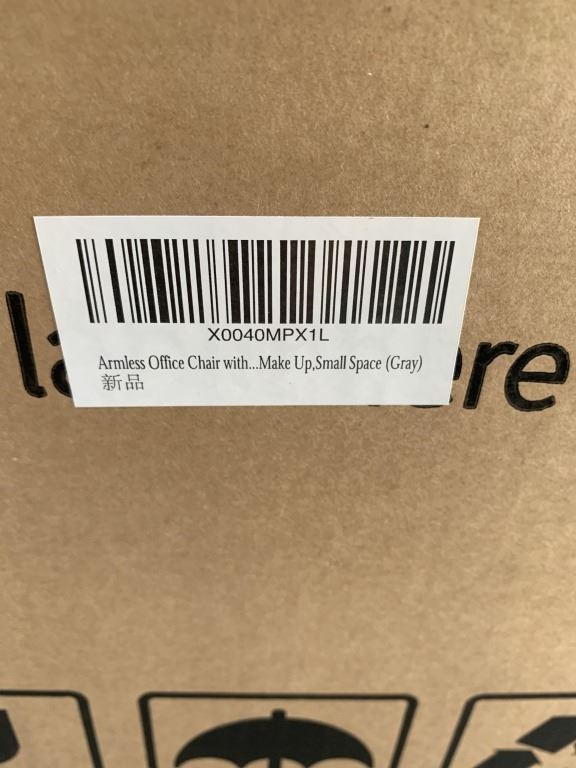 X0040MPX1L
Armless Office Chair with...Make Up,Small Space (Gray)
新品